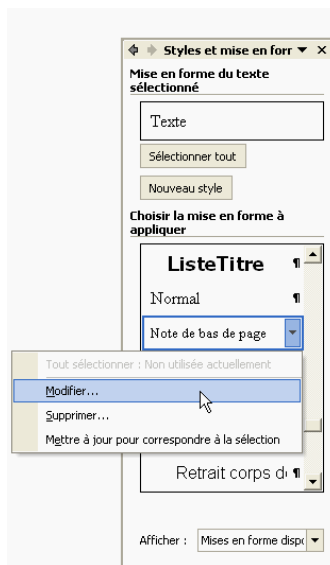 Styles et mise en forr
Mise en forme du texte
sélectionné
Texte
Sélectionner tout
Nouveau style
Choisir la mise en forme à
appliquer
ListeTitre ¶
Normal ¶
Note de bas de page
Tout sélectionner : Non utilisée actuellement
Modifier...
Supprimer...
Mettre à jour pour correspondre à la sélection
Retrait corps d ¶
Afficher : Mises en forme dispo